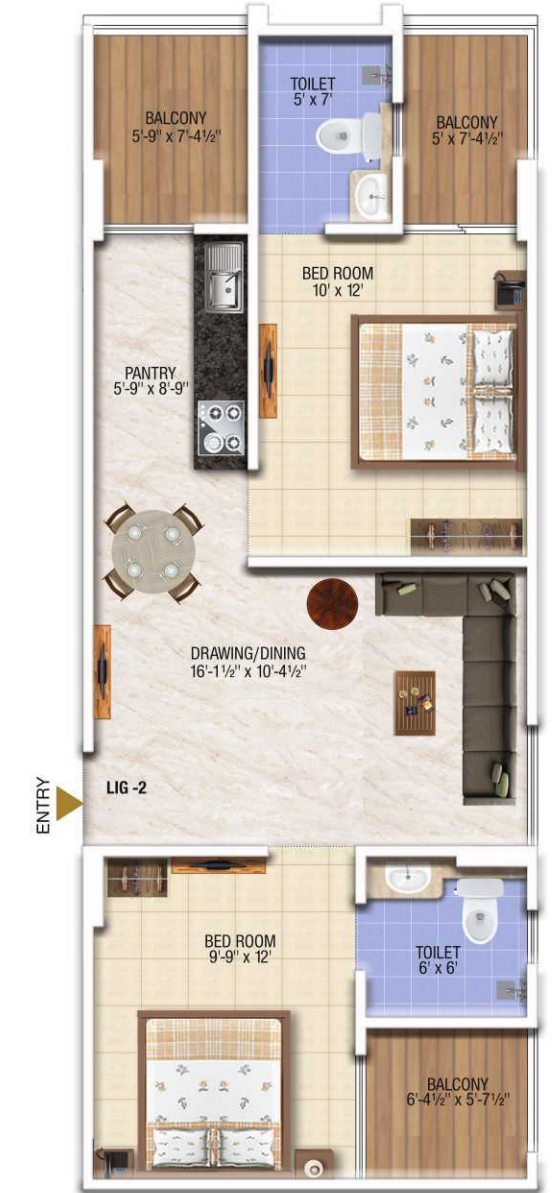 TOILET
5' x 7'
BALCONY
5'-9" x 7'-4½"
BALCONY
5' x 7'-4½"
BED ROOM
10' x 12'
PANTRY
5'-9" x 8'-9"
DRAWING/DINING
16'-1½" x 10'-4½"
LIG -2
ENTRY
BED ROOM
9'-9" x 12'
TOILET
6' x 6'
BALCONY
6'-4½" x 5'-7½"